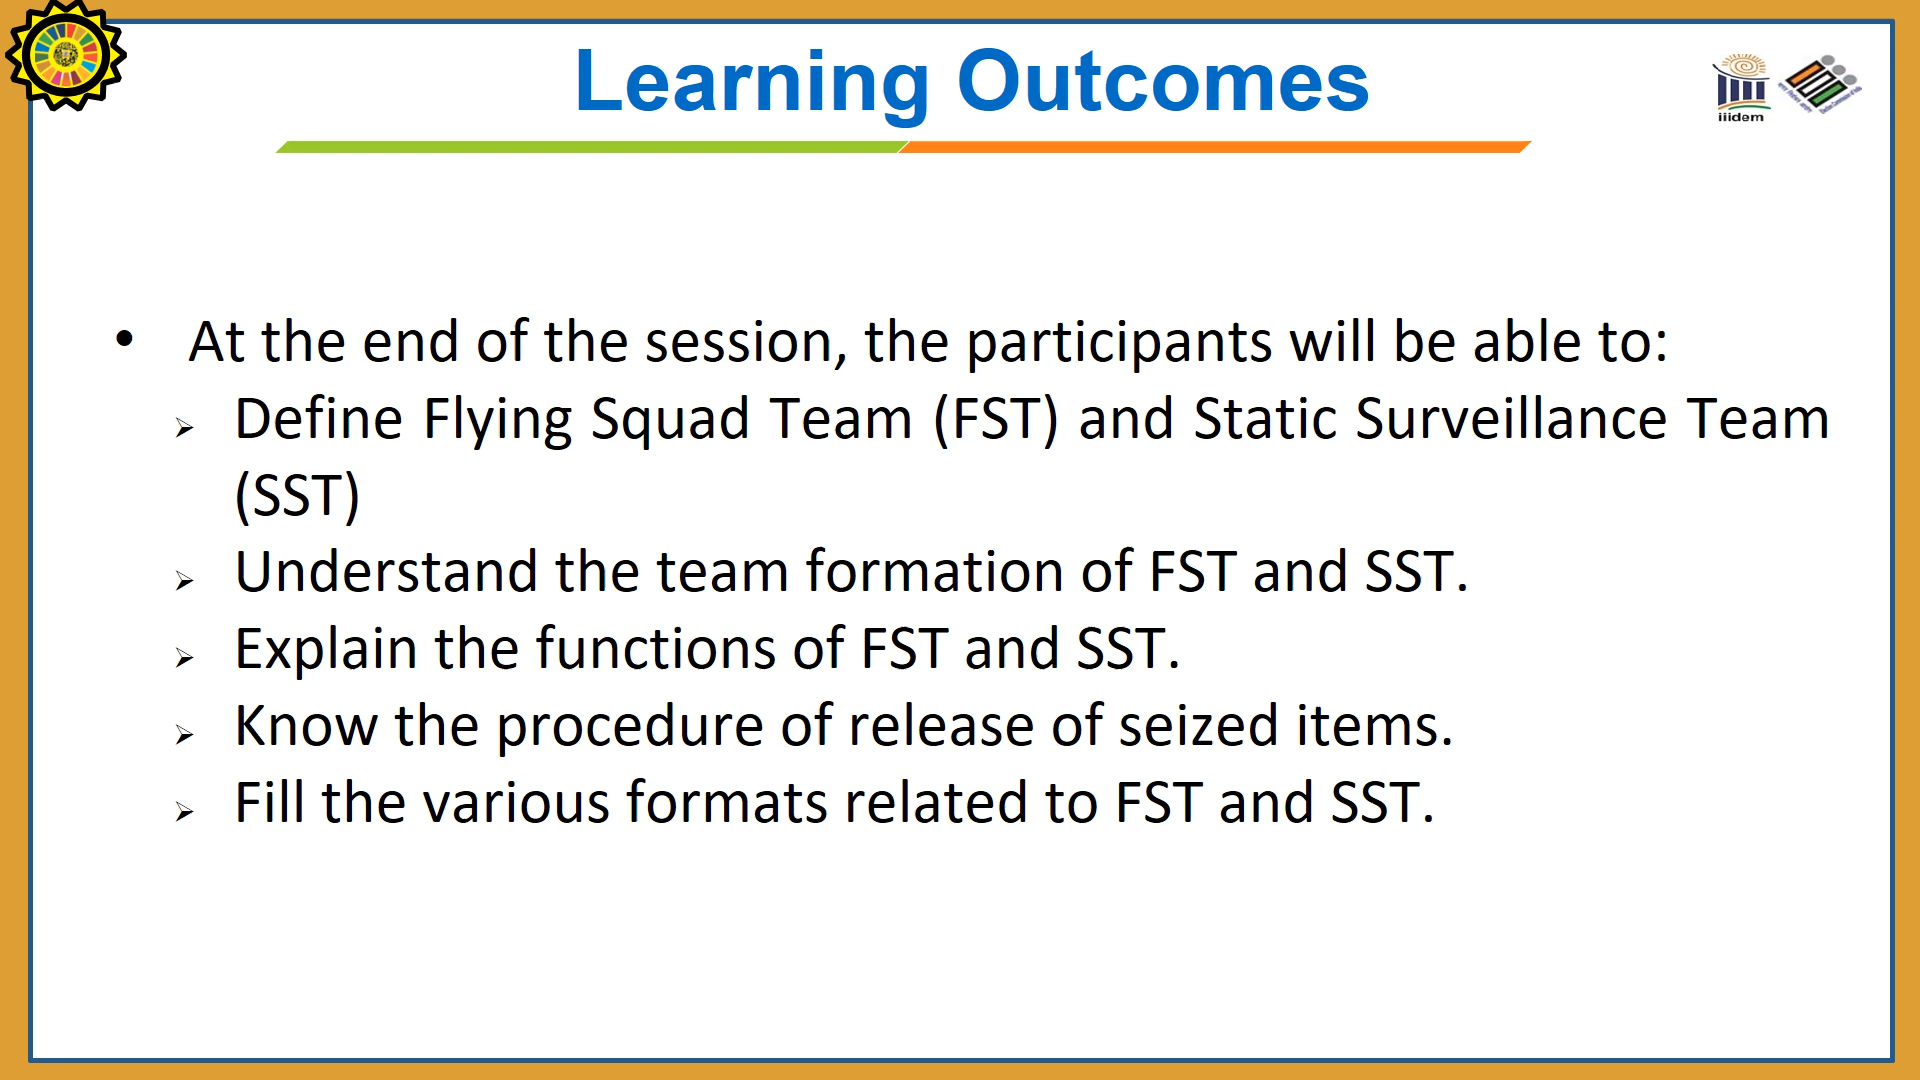 Learning Outcomes
iiidem
• At the end of the session, the participants will be able to:
➢ Define Flying Squad Team (FST) and Static Surveillance Team
(SST)
➢ Understand the team formation of FST and SST.
➢ Explain the functions of FST and SST.
➢ Know the procedure of release of seized items.
➢ Fill the various formats related to FST and SST.